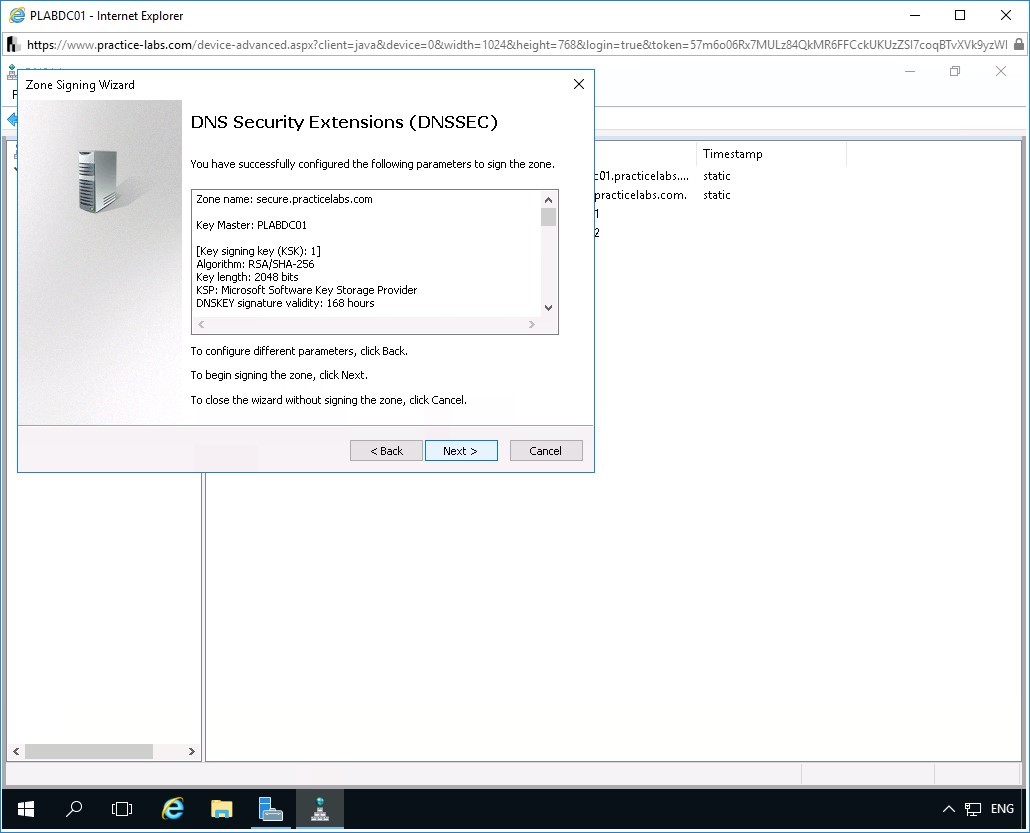 PLABDC01 - Internet Explorer
https://www.practice-labs.com/device-advanced.aspx?client=java&device=0&width=1024&height=768&login=true&token=57m6o06Rx7MULz84QkMR6FFCckUKUzZSI7coqBTvXVk9yzWl
Zone Signing Wizard
DNS Security Extensions (DNSSEC)
You have successfully configured the following parameters to sign the zone.
Zone name: secure.practicelabs.com
Key Master: PLABDC01
[Key signing key (KSK): 1]
Algorithm: RSA/SHA-256
Key length: 2048 bits
KSP: Microsoft Software Key Storage Provider
DNSKEY signature validity: 168 hours
To configure different parameters, click Back.
To begin signing the zone, click Next.
To close the wizard without signing the zone, click Cancel.
< Back
Next >
Cancel
Timestamp
c01.practicelabs.... static
practicelabs.com. static
1
2
ENG